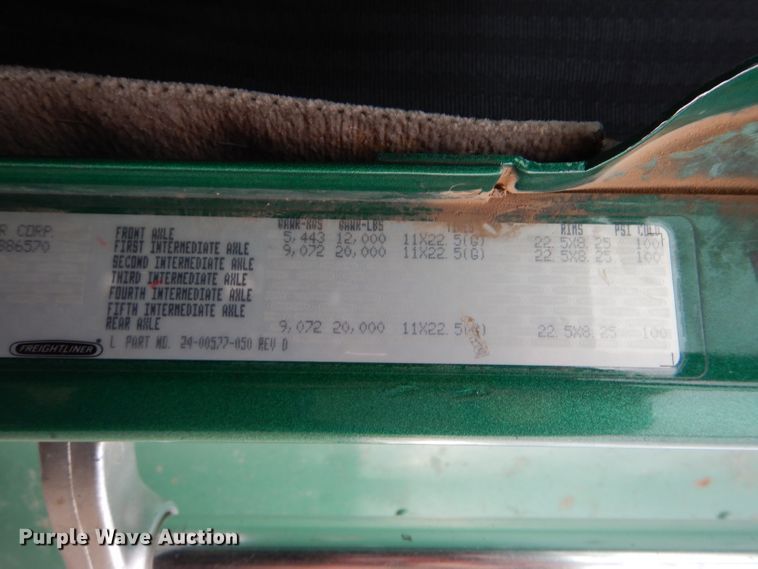 R CORP.
886570
GAWR-KGS GAWR-LBS TIRES RIMS PSI COLD
FRONT AXLE 5,443 12,000 11X22.5(G) 22.5X8.25 100
FIRST INTERMEDIATE AXLE 9,072 20,000 11X22.5(G) 22.5X8.25 100
SECOND INTERMEDIATE AXLE
THIRD INTERMEDIATE AXLE
FOURTH INTERMEDIATE AXLE
FIFTH INTERMEDIATE AXLE
REAR AXLE 9,072 20,000 11X22.5(G) 22.5X8.25 100
FREIGHTLINER
L PART NO. 24-00577-050 REV D
Purple Wave Auction